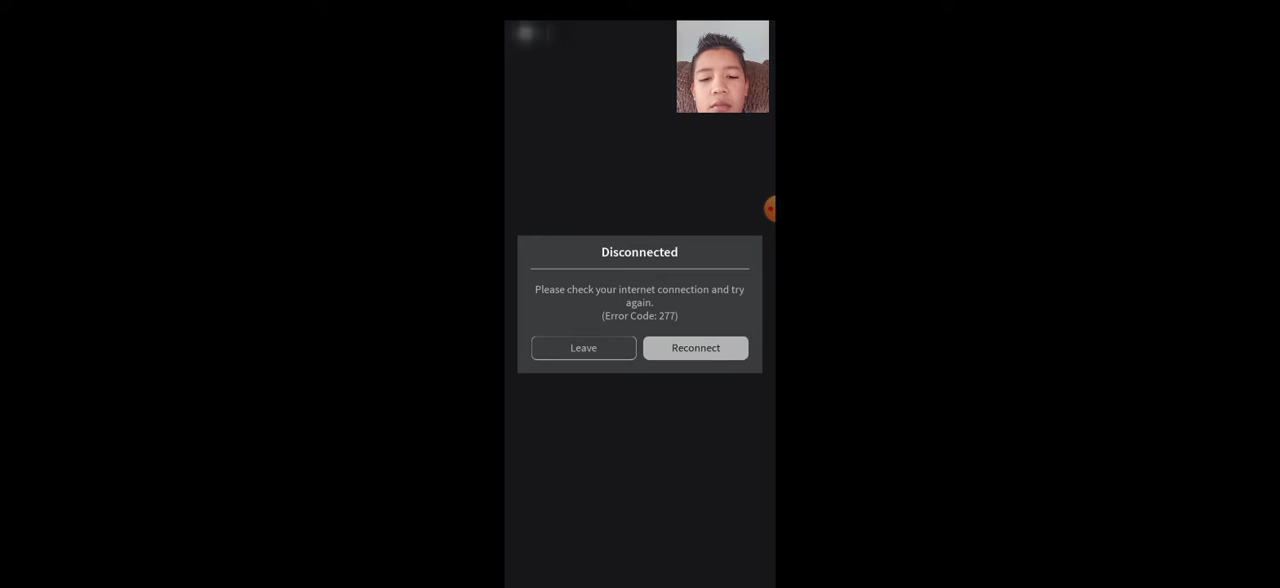 Disconnected
Please check your internet connection and try
again.
(Error Code: 277)
Leave
Reconnect